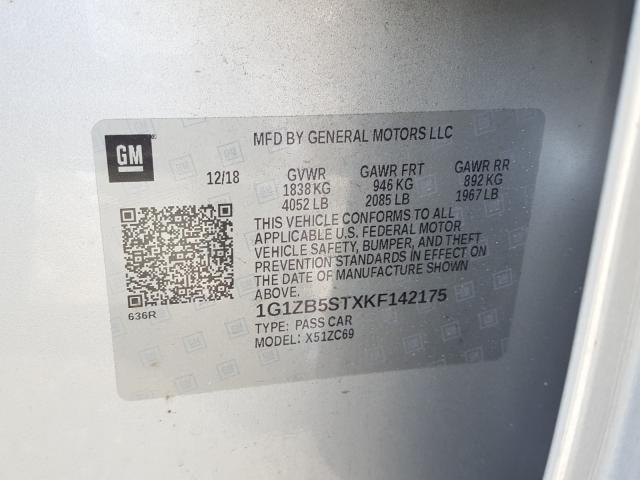 GM
MFD BY GENERAL MOTORS LLC
12/18 GVWR GAWR FRT GAWR RR
1838 KG 946 KG 892 KG
4052 LB 2085 LB 1967 LB
THIS VEHICLE CONFORMS TO ALL
APPLICABLE U.S. FEDERAL MOTOR
VEHICLE SAFETY, BUMPER, AND THEFT
PREVENTION STANDARDS IN EFFECT ON
THE DATE OF MANUFACTURE SHOWN
ABOVE.
1G1ZB5STXKF142175
636R
TYPE: PASS CAR
MODEL: X51ZC69